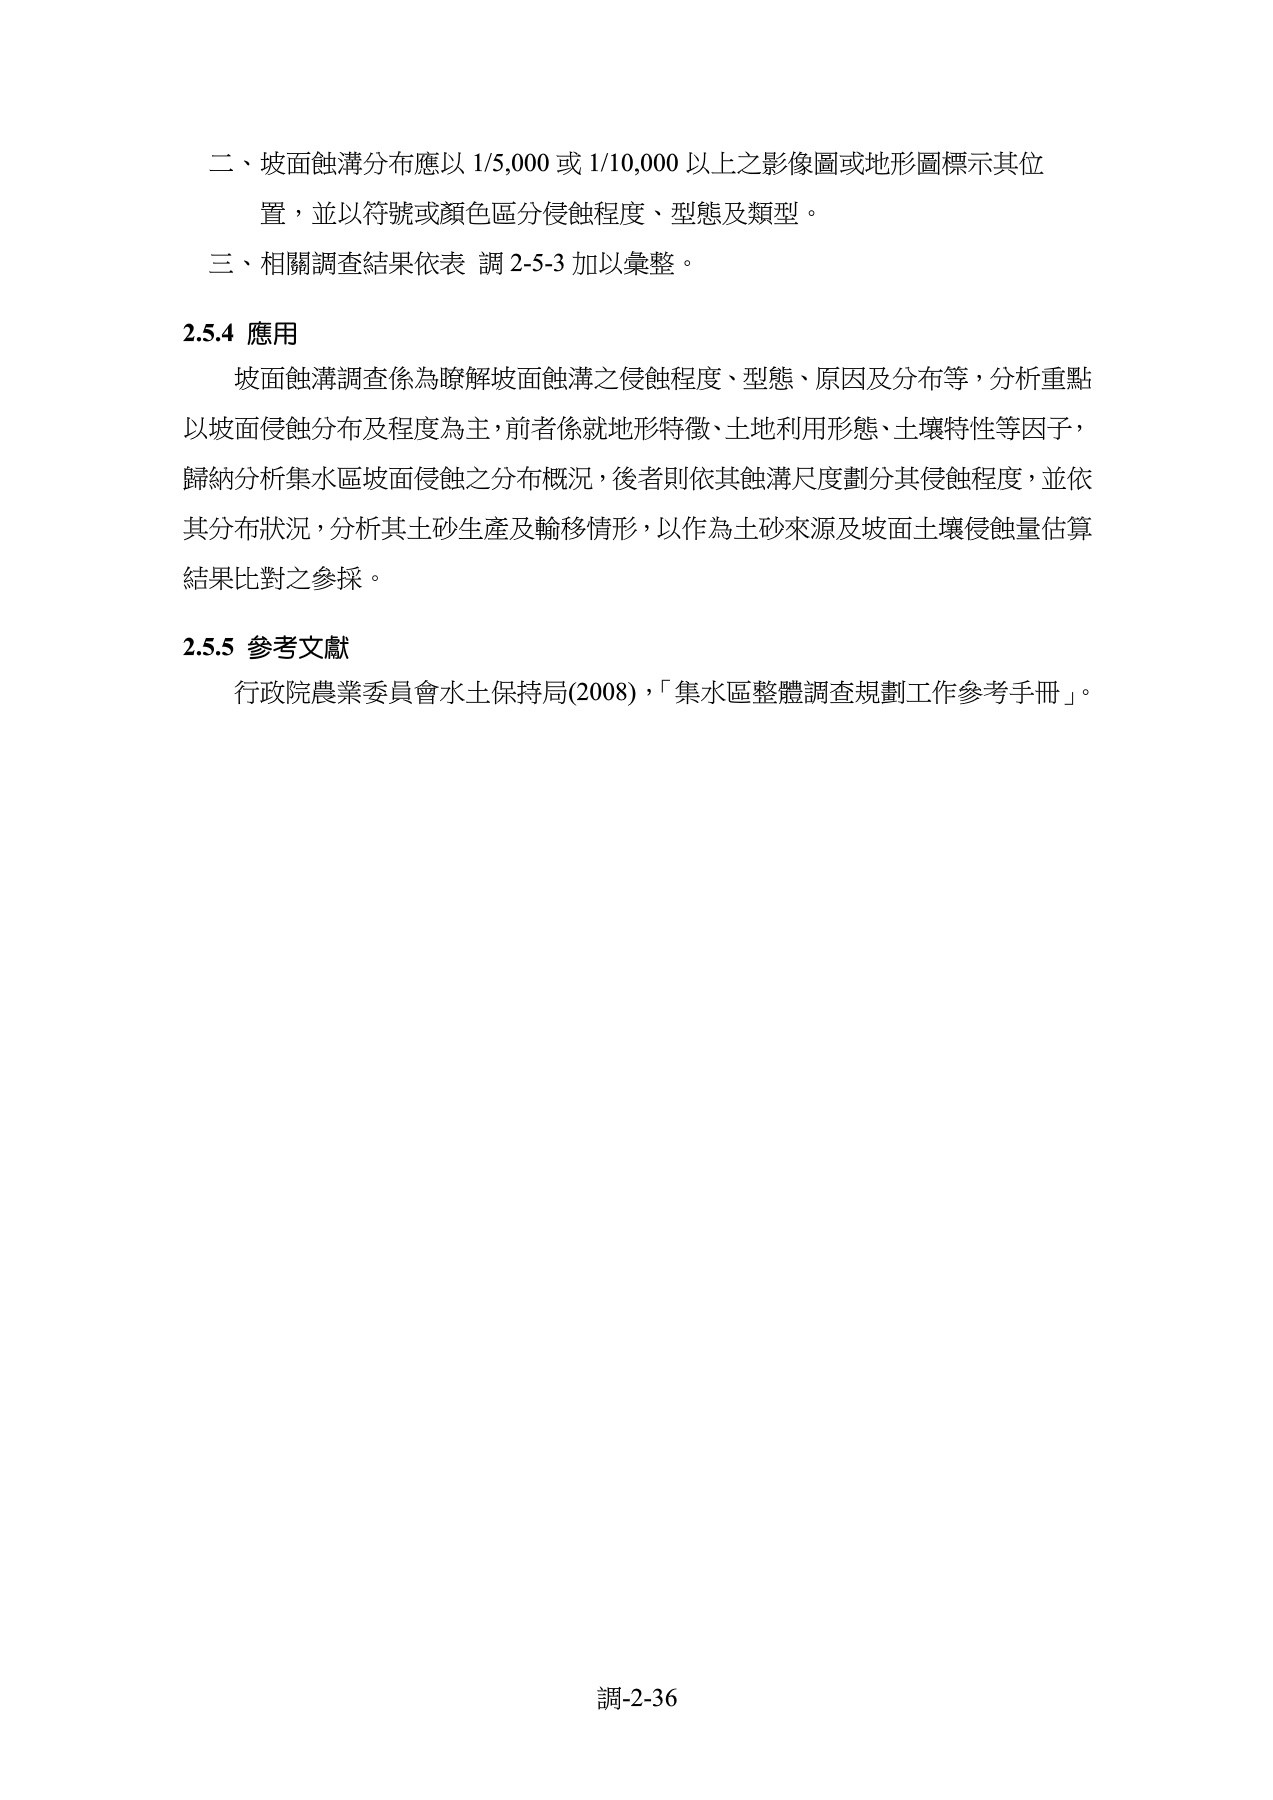 二、坡面蝕溝分布應以 1/5,000 或 1/10,000 以上之影像圖或地形圖標示其位
置，並以符號或顏色區分侵蝕程度、型態及類型。
三、相關調查結果依表 調 2-5-3 加以彙整。
2.5.4 應用
坡面蝕溝調查係為瞭解坡面蝕溝之侵蝕程度、型態、原因及分布等，分析重點
以坡面侵蝕分布及程度為主，前者係就地形特徵、土地利用形態、土壤特性等因子，
歸納分析集水區坡面侵蝕之分布概況，後者則依其蝕溝尺度劃分其侵蝕程度，並依
其分布狀況，分析其土砂生產及輸移情形，以作為土砂來源及坡面土壤侵蝕量估算
結果比對之參採。
2.5.5 參考文獻
行政院農業委員會水土保持局(2008)，「集水區整體調查規劃工作參考手冊」。
調-2-36